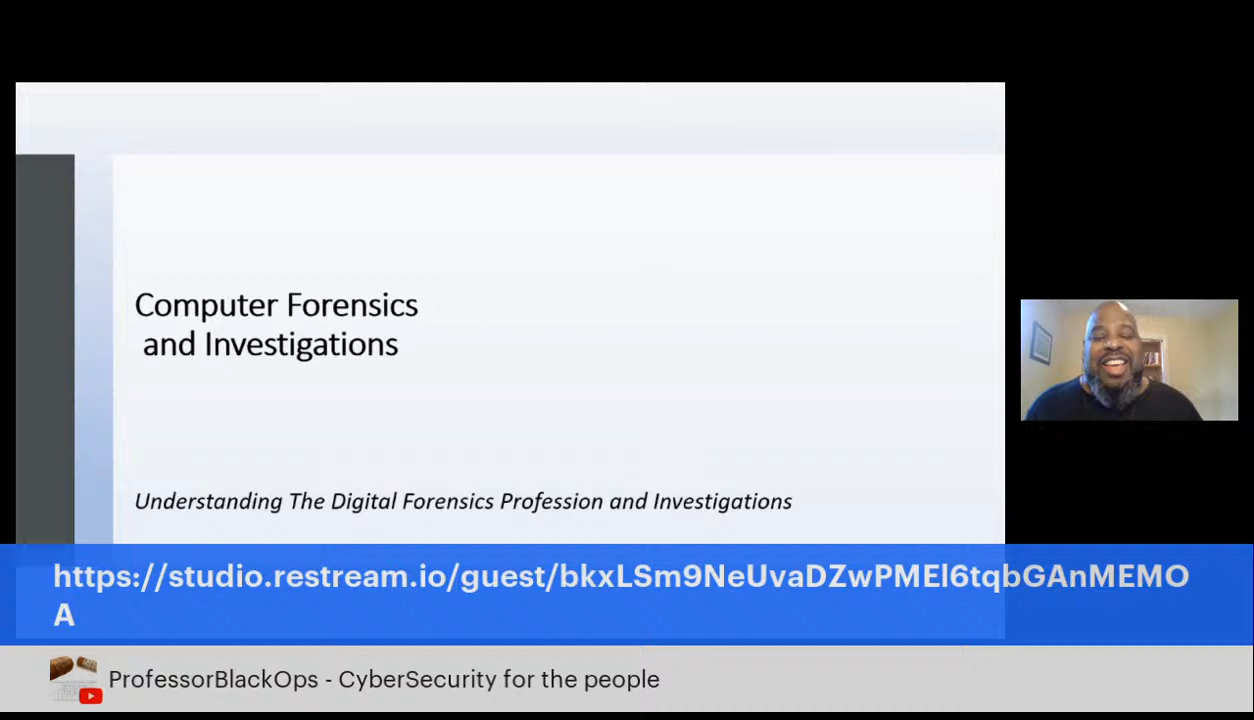 Computer Forensics
and Investigations
Understanding The Digital Forensics Profession and Investigations
https://studio.restream.io/guest/bkxLSm9NeUvaDZwPMEl6tqbGAnMEMO
A
ProfessorBlackOps - CyberSecurity for the people